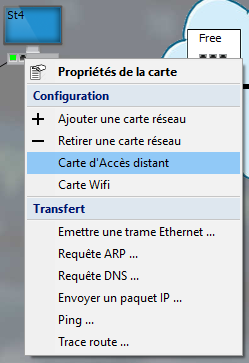 St4
Free
Propriétés de la carte
Configuration
Ajouter une carte réseau
Retirer une carte réseau
Carte d'Accès distant
Carte Wifi
Transfert
Emettre une trame Ethernet ...
Requête ARP ...
Requête DNS ...
Envoyer un paquet IP ...
Ping ...
Trace route ...